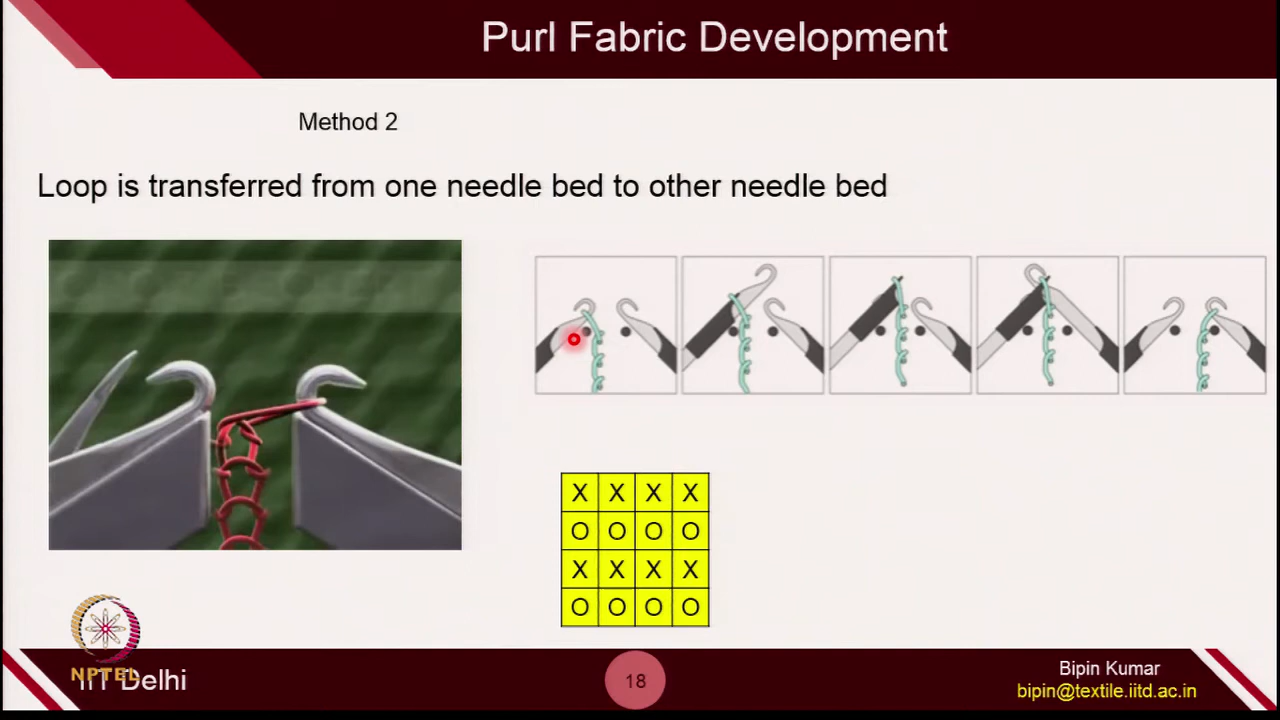 Purl Fabric Development
Method 2
Loop is transferred from one needle bed to other needle bed
X X X X
O O O O
X X X X
O O O O
NPTEL
IIT Delhi
18
Bipin Kumar
bipin@textile.iitd.ac.in